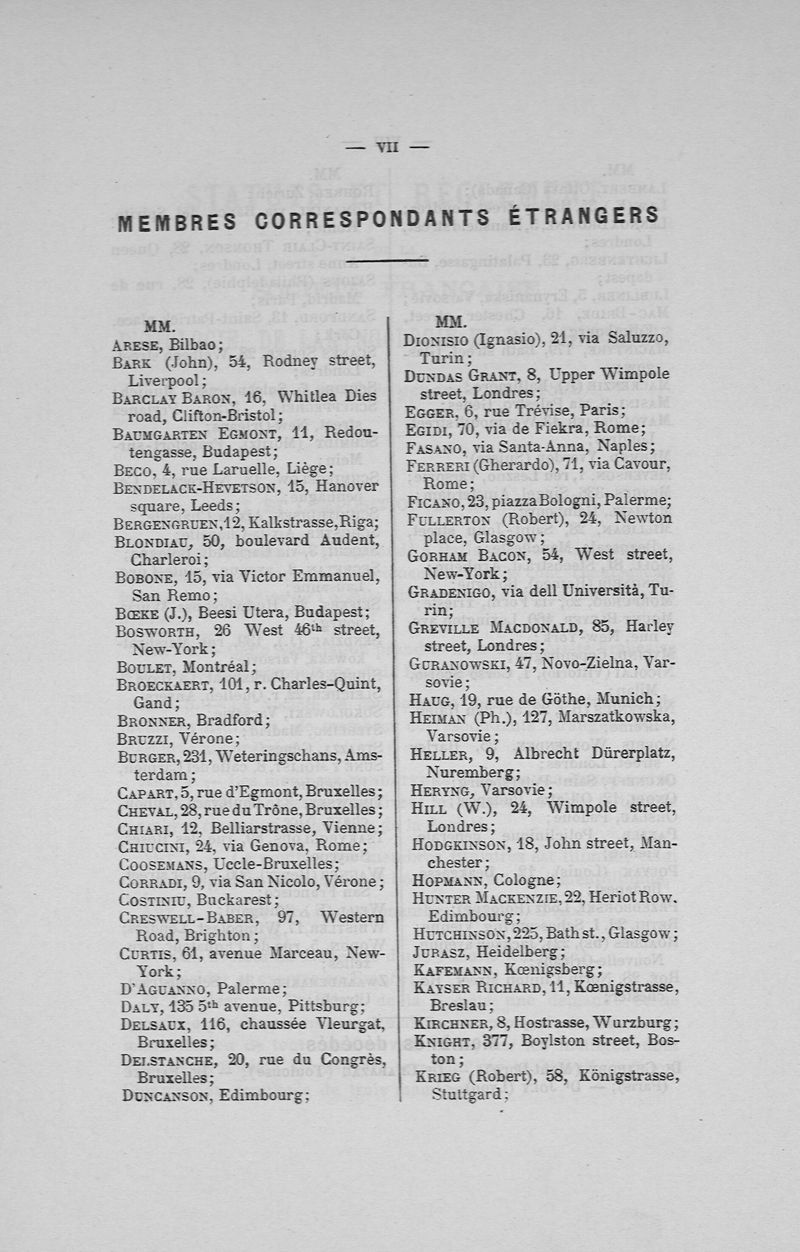 — VII —
MEMBRES CORRESPONDANTS ÉTRANGERS
MM.
ARESE, Bilbao;
BARK (John), 54, Rodney street,
Liverpool;
BARCLAY BARON, 16, Whitlea Dies
road, Clifton-Bristol;
BAUMGARTEN EGMONT, 11, Redou-
tengasse, Budapest;
BECO, 4, rue Laruelle, Liège;
BENDELACK-HEVETSON, 15, Hanover
square, Leeds;
BERGENGRUEN, 12, Kalkstrasse, Riga;
BLONDIAU, 50, boulevard Audent,
Charleroi;
BOBONE, 15, via Victor Emmanuel,
San Remo;
BŒKE (J.), Beesi Utera, Budapest;
BOSWORTH, 26 West 46th street,
New-York;
BOULET, Montréal;
BROECKAERT, 101, r. Charles-Quint,
Gand;
BRONNER, Bradford;
BRUZZI, Vérone;
BURGER, 231, Weteringschans, Ams-
terdam;
CAPART, 5, rue d'Egmont, Bruxelles;
CHEVAL, 28, rue du Trône, Bruxelles;
CHIARI, 12, Belliarstrasse, Vienne;
CHIUCINI, 24, via Genova, Rome;
COOSEMANS, Uccle-Bruxelles;
CORRADI, 9, via San Nicolo, Vérone;
COSTINIU, Buckarest;
CRESWELL-BABER, 97, Western
Road, Brighton;
CURTIS, 61, avenue Marceau, New-
York;
D'AGUANNO, Palerme;
DALY, 135 5th avenue, Pittsburg;
DELSAUX, 116, chaussée Vleurgat,
Bruxelles;
DELSTANCHE, 20, rue du Congrès,
Bruxelles;
DUNCANSON, Edimbourg;
MM.
DIONISIO (Ignasio), 21, via Saluzzo,
Turin;
DUNDAS GRANT, 8, Upper Wimpole
street, Londres;
EGGER, 6, rue Trévise, Paris;
EGIDI, 70, via de Fiekra, Rome;
FASANO, via Santa-Anna, Naples;
FERRERI (Gherardo), 71, via Cavour,
Rome;
FICANO, 23, piazza Bologni, Palerme;
FULLERTON (Robert), 24, Newton
place, Glasgow;
GORHAM BACON, 54, West street,
New-York;
GRADENIGO, via dell Università, Tu-
rin;
GREVILLE MACDONALD, 85, Harley
street, Londres;
GURANOWSKI, 47, Novo-Zielna, Var-
sovie;
HAUG, 19, rue de Göthe, Munich;
HEIMAN (Ph.), 127, Marszatkowska,
Varsovie;
HELLER, 9, Albrecht Dürerplatz,
Nuremberg;
HERYNG, Varsovie;
HILL (W.), 24, Wimpole street,
Londres;
HODGKINSON, 18, John street, Man-
chester;
HOPMANN, Cologne;
HUNTER MACKENZIE, 22, Heriot Row.
Edimbourg;
HUTCHINSON, 225, Bath st., Glasgow;
JURASZ, Heidelberg;
KAFEMANN, Kœnigsberg;
KAYSER RICHARD, 11, Kœnigstrasse,
Breslau;
KIRCHNER, 8, Hostrasse, Wurzburg;
KNIGHT, 377, Boylston street, Bos-
ton;
KRIEG (Robert), 58, Königstrasse,
Stuttgard;